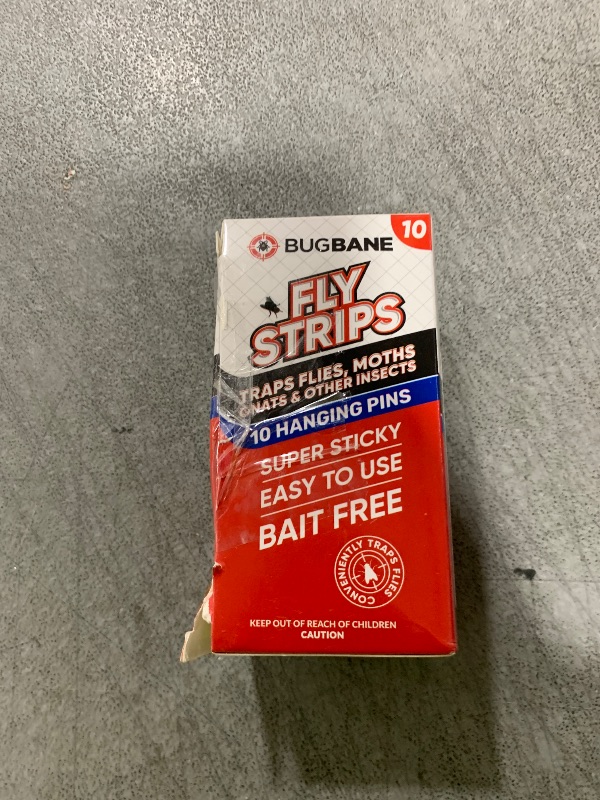 BUGBANE
10
FLY
STRIPS
TRAPS FLIES, MOTHS
GNATS & OTHER INSECTS
10 HANGING PINS
SUPER STICKY
EASY TO USE
BAIT FREE
CONVENIENTLY TRAPS FLIES
KEEP OUT OF REACH OF CHILDREN
CAUTION